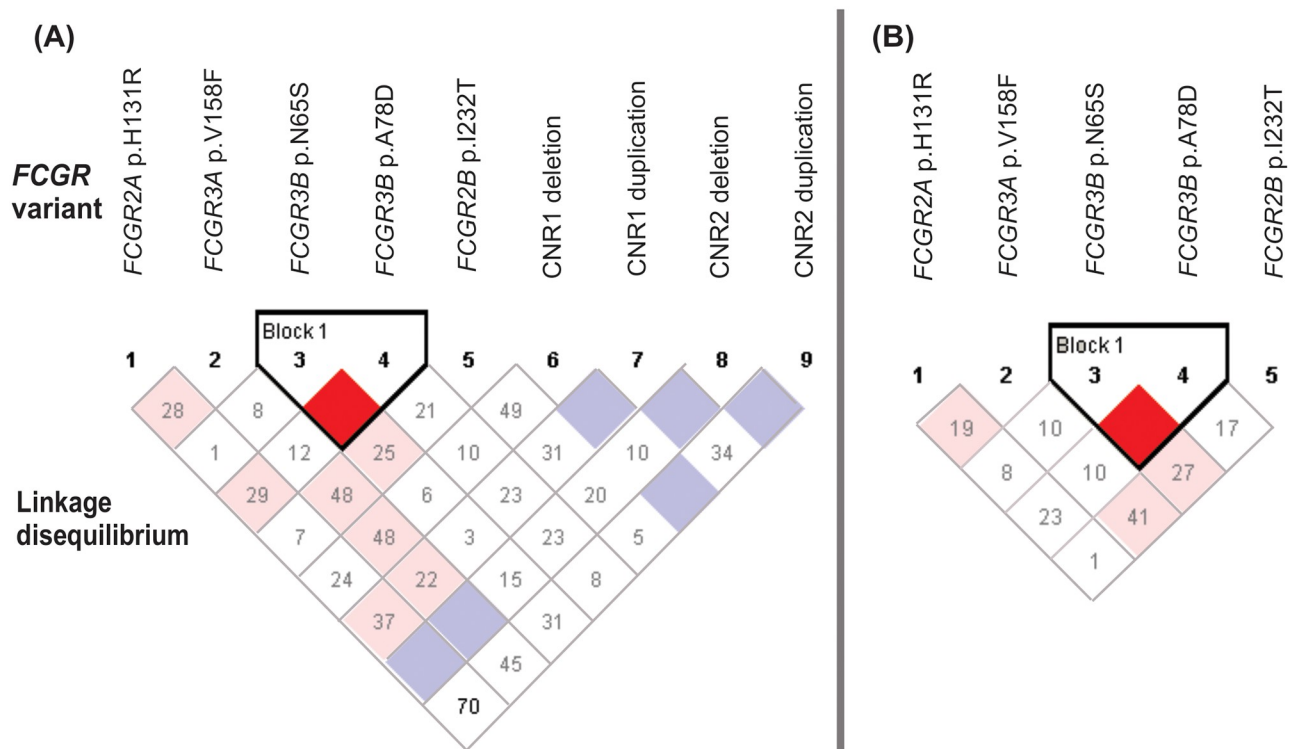 (A)
(B)
FCGR
variant
FCGR2A p.H131R
FCGR3A p.V158F
FCGR3B p.N65S
FCGR3B p.A78D
FCGR2B p.I232T
CNR1 deletion
CNR1 duplication
CNR2 deletion
CNR2 duplication
Block 1
1 2 3 4 5 6 7 8 9
28 8 21 49
1 12 25 10 31 10 34
29 48 6 23 20
7 48 3 23 5
24 22 15 8
37 31
45
70
Linkage
disequilibrium
FCGR2A p.H131R
FCGR3A p.V158F
FCGR3B p.N65S
FCGR3B p.A78D
FCGR2B p.I232T
Block 1
1 2 3 4 5
19 10 17
8 10 27
23 41
1